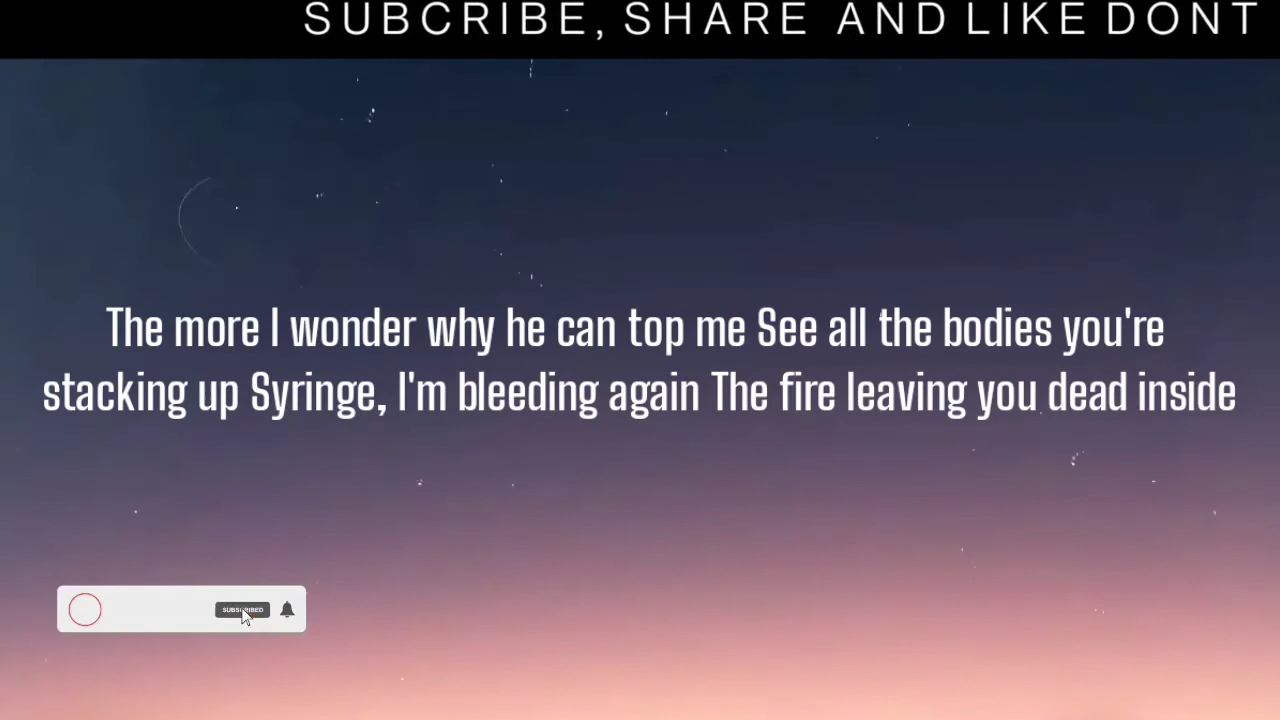 SUBCRIBE, SHARE AND LIKE DONT
The more I wonder why he can top me See all the bodies you're
stacking up Syringe, I'm bleeding again The fire leaving you dead inside
SUBSCRIBED